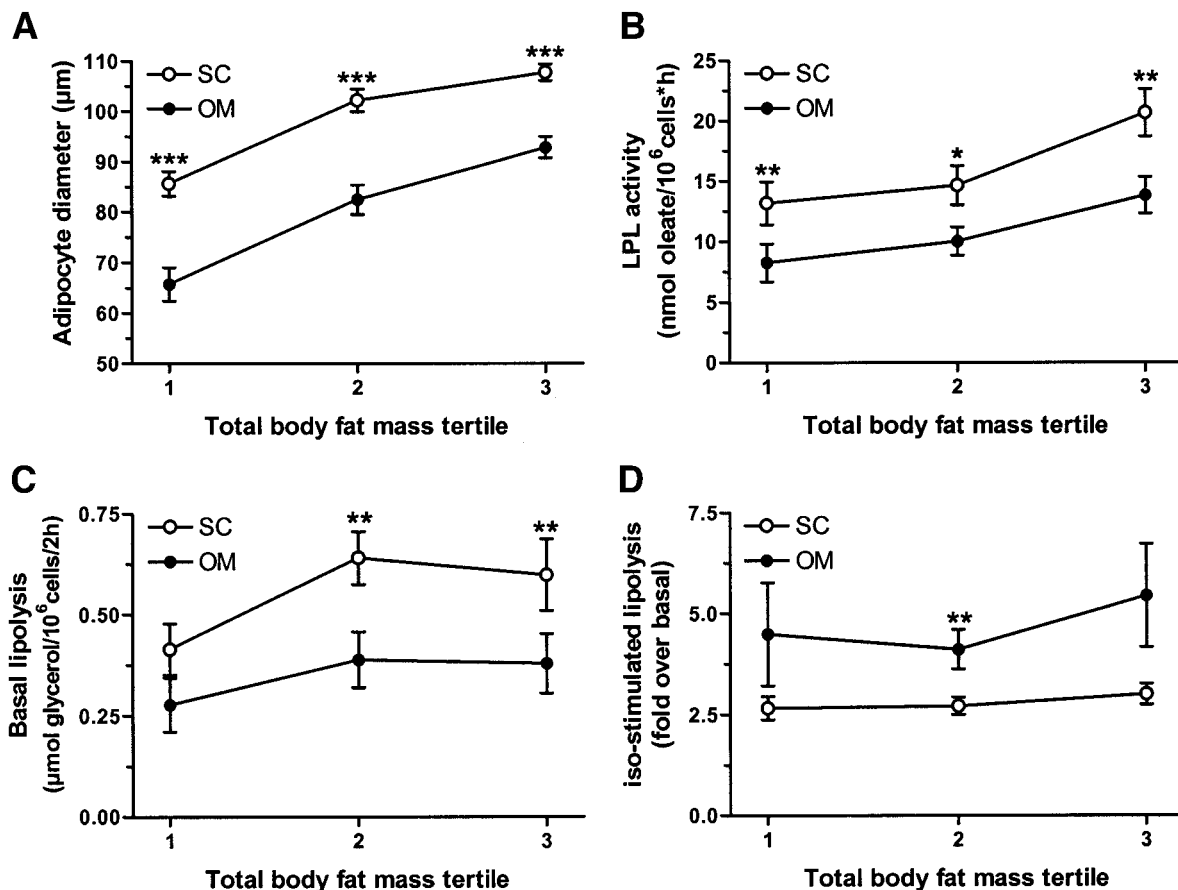 A
Adipocyte diameter (µm)
110
100
90
80
70
60
50
SC
OM
***
***
***
1
2
3
Total body fat mass tertile
B
LPL activity
(nmol oleate/10⁶cells*h)
25
20
15
10
5
0
SC
OM
**
*
**
1
2
3
Total body fat mass tertile
C
Basal lipolysis
(µmol glycerol/10⁶cells/2h)
0.75
0.50
0.25
0.00
SC
OM
**
**
1
2
3
Total body fat mass tertile
D
iso-stimulated lipolysis
(fold over basal)
7.5
5.0
2.5
0.0
SC
OM
**
1
2
3
Total body fat mass tertile